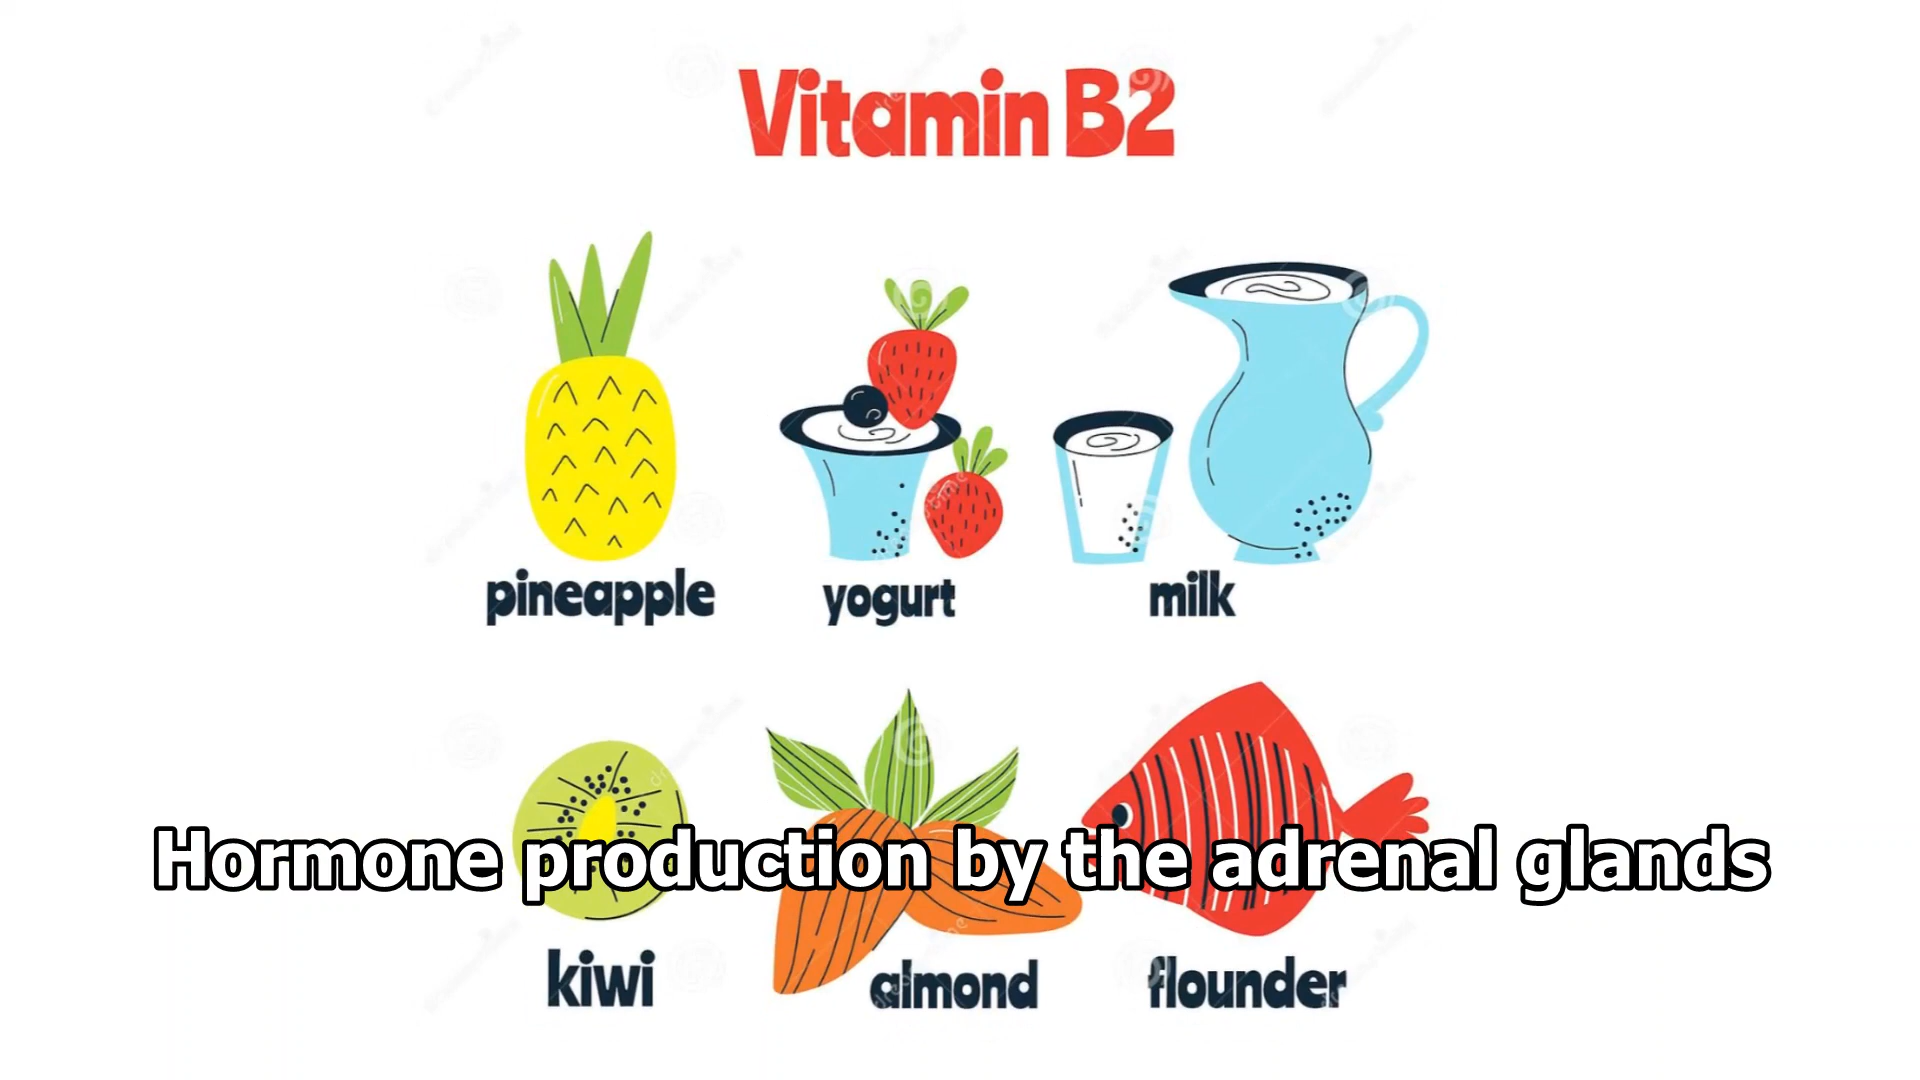 Vitamin B2
pineapple
yogurt
milk
Hormone production by the adrenal glands
kiwi
almond
flounder